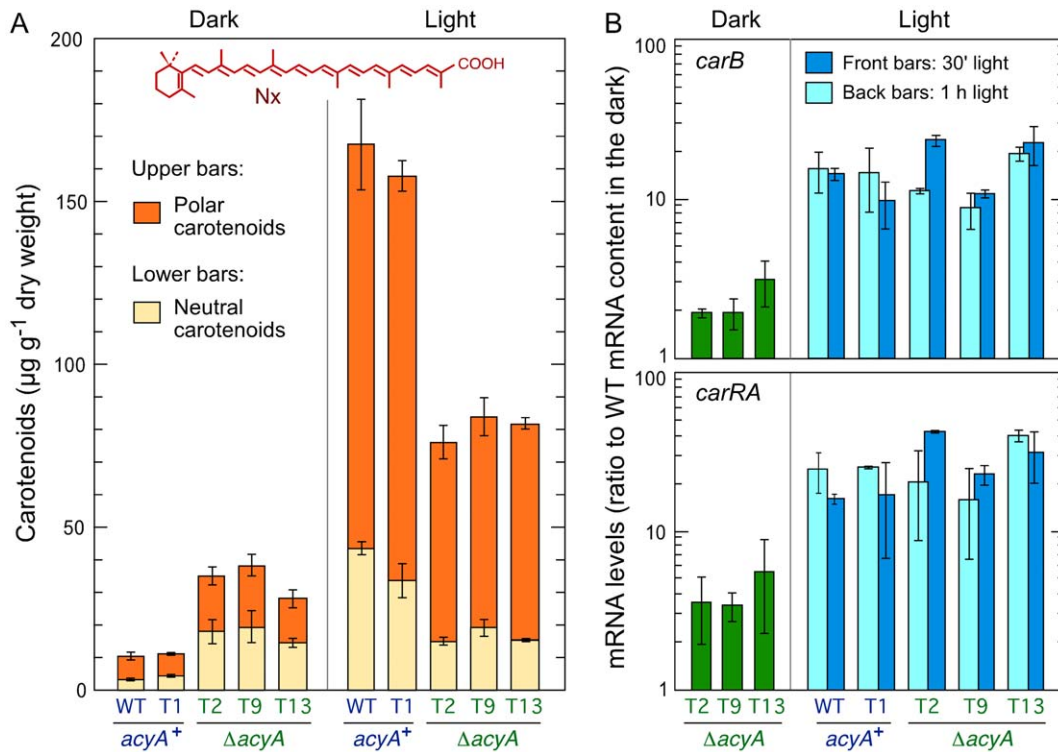 A
Dark
Light
200
150
100
50
0
Carotenoids (µg g-1 dry weight)
COOH
Nx
Upper bars:
Polar
carotenoids
Lower bars:
Neutral
carotenoids
WT T1 T2 T9 T13 WT T1 T2 T9 T13
acyA+ ΔacyA acyA+ ΔacyA
B
Dark
Light
mRNA levels (ratio to WT mRNA content in the dark)
100
10
1
carB
Front bars: 30' light
Back bars: 1 h light
100
10
1
carRA
T2 T9 T13 WT T1 T2 T9 T13
ΔacyA acyA+ ΔacyA